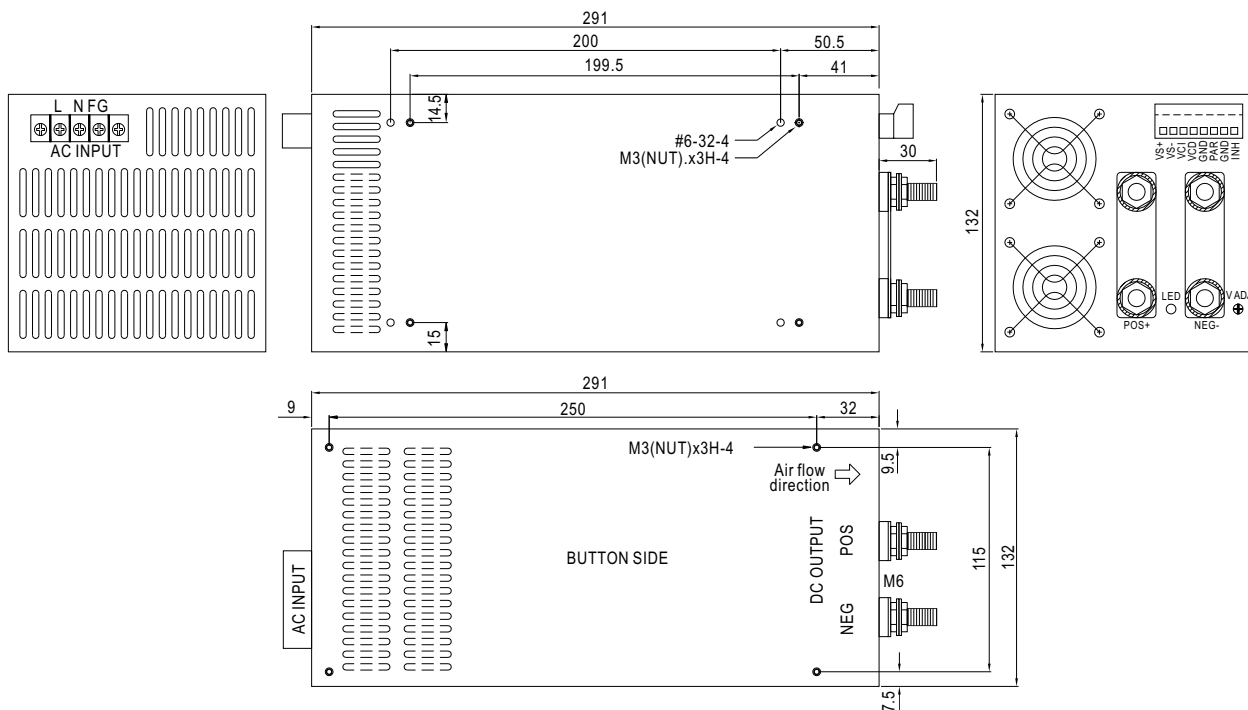 291
200
50.5
199.5
41
14.5
L N FG
AC INPUT
#6-32-4
M3(NUT).x3H-4
30
15
132
VS+
VS-
VCI
VCD
GND
PAR
GND
INH
LED
V ADJ
POS+
NEG-
291
9
250
32
M3(NUT)x3H-4
9.5
Air flow
direction
DC OUTPUT
POS
NEG
M6
BUTTON SIDE
AC INPUT
115
132
7.5